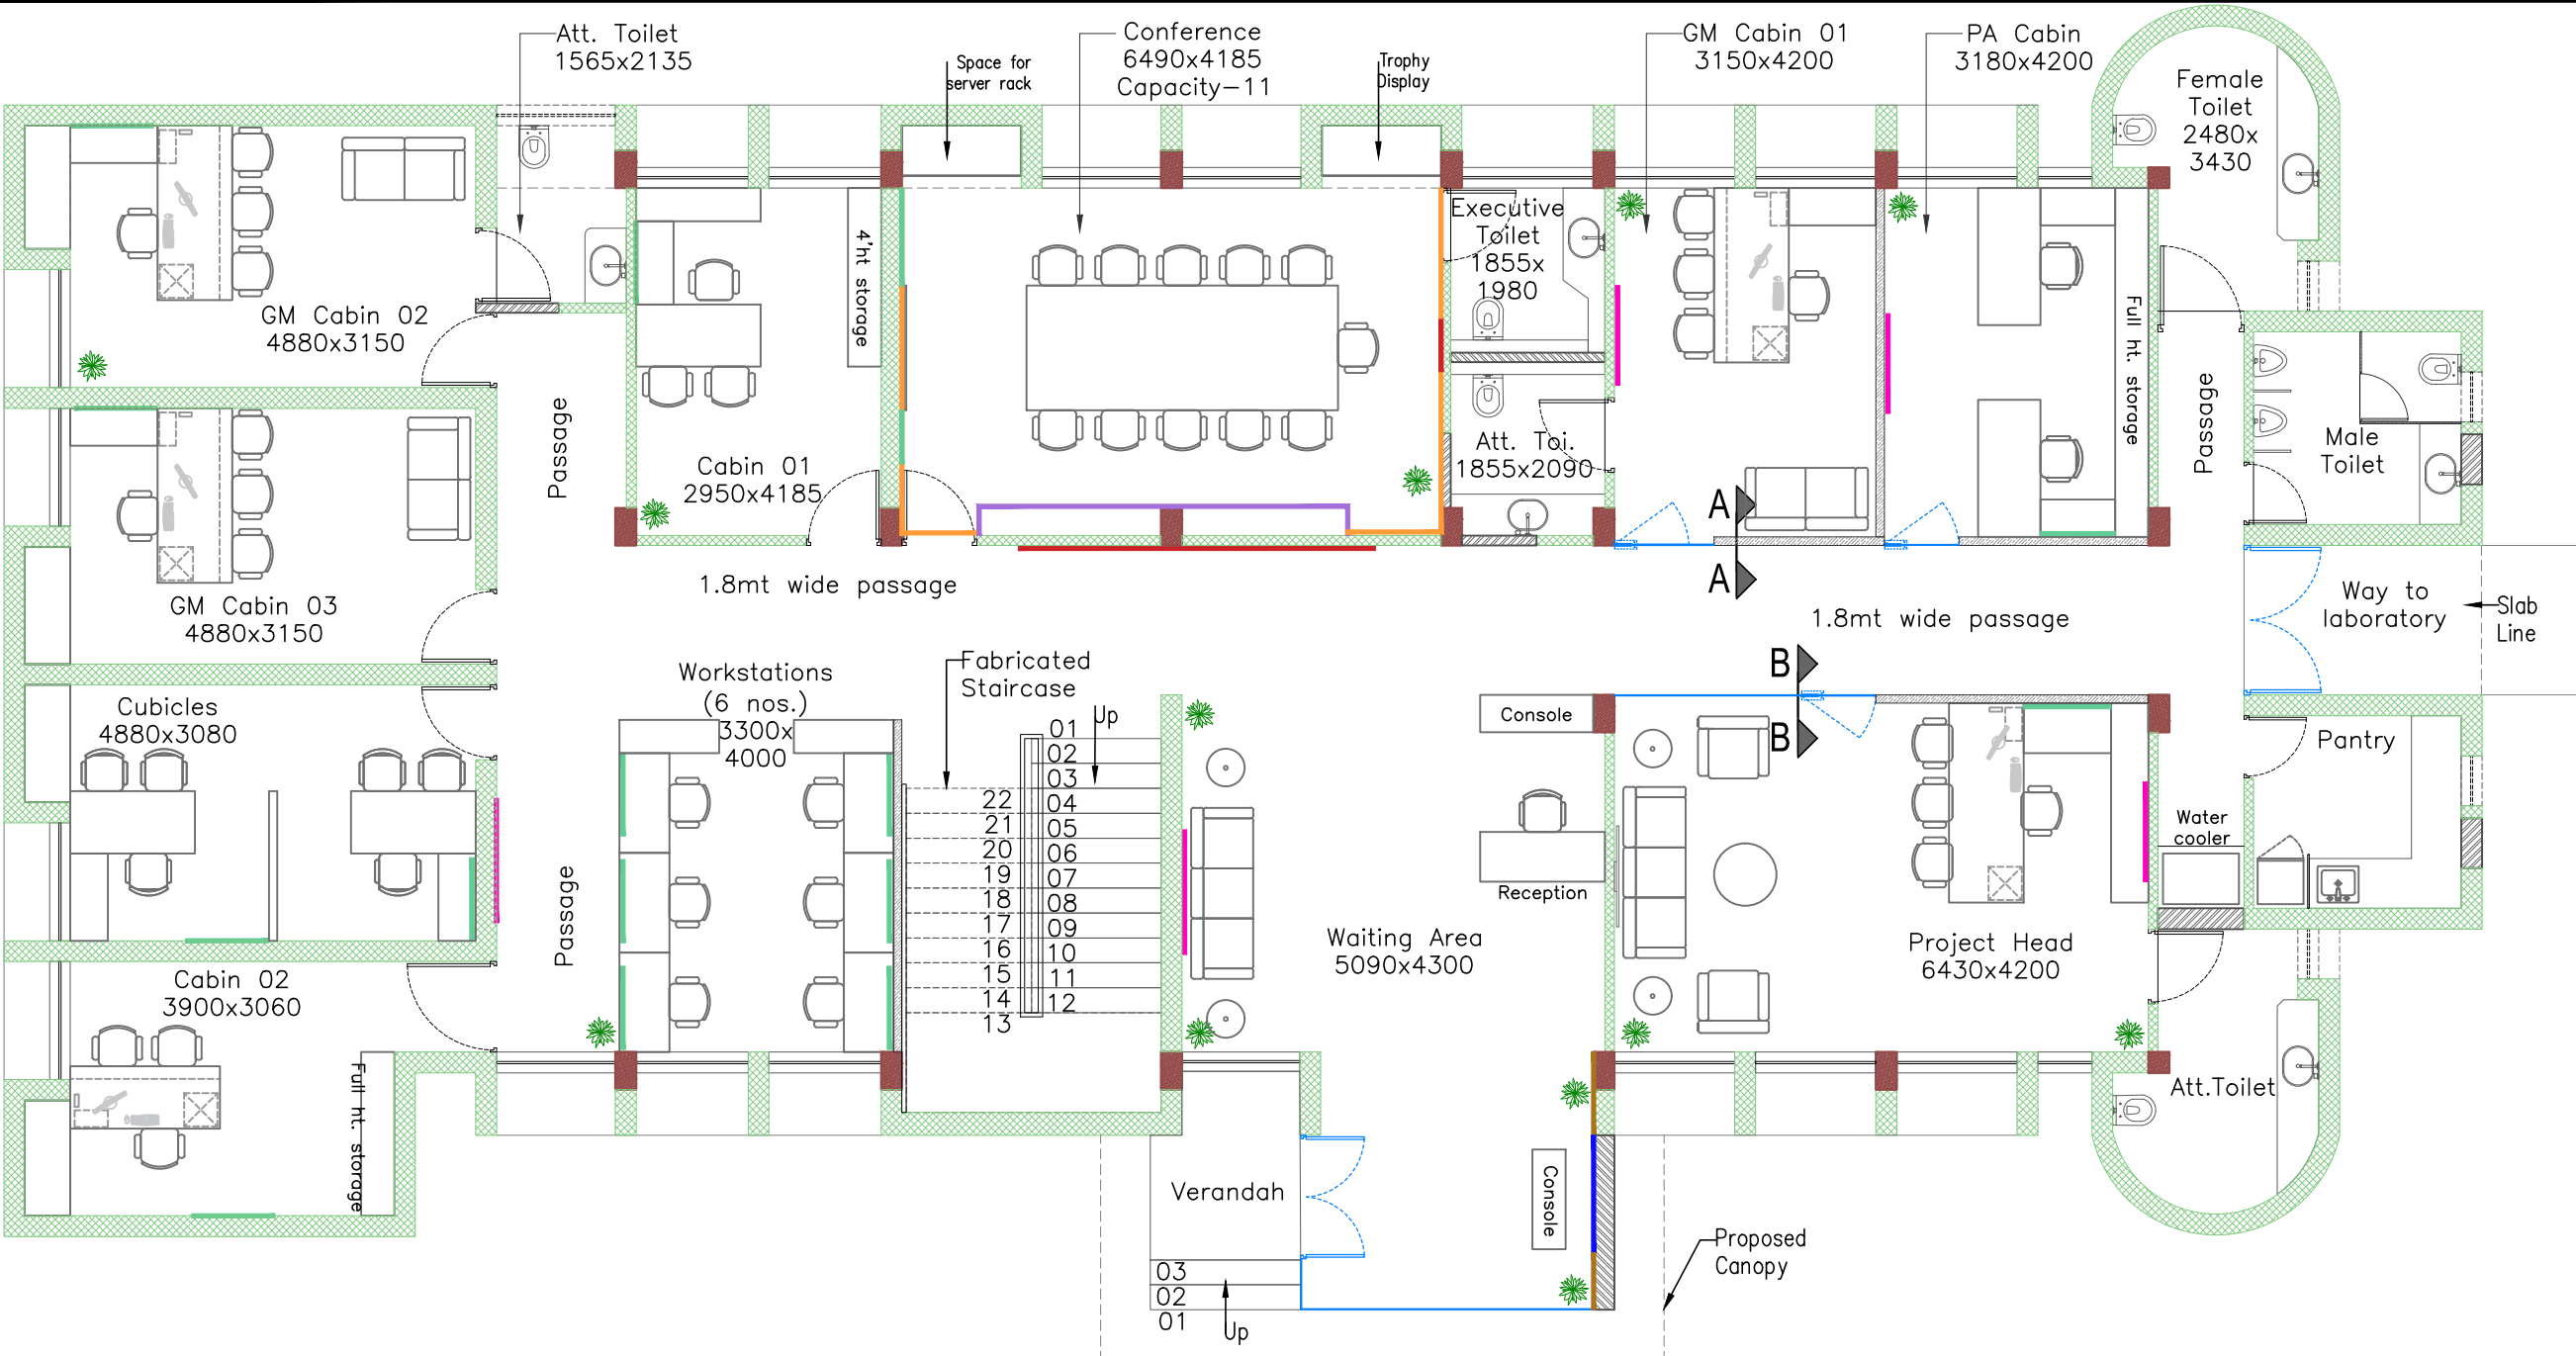 Att. Toilet
1565x2135
Space for
server rack
Conference
6490x4185
Capacity-11
Trophy
Display
GM Cabin 01
3150x4200
PA Cabin
3180x4200
Female
Toilet
2480x
3430
GM Cabin 02
4880x3150
4'ht storage
Executive
Toilet
1855x
1980
Full ht. storage
Passage
Passage
Male
Toilet
Cabin 01
2950x4185
Att. Toi.
1855x2090
A
A
1.8mt wide passage
1.8mt wide passage
Way to
laboratory
Slab
Line
GM Cabin 03
4880x3150
Cubicles
4880x3080
Workstations
(6 nos.)
3300x
4000
Fabricated
Staircase
Up
01
02
03
04
05
06
07
08
09
10
11
12
22
21
20
19
18
17
16
15
14
13
Console
B
B
Pantry
Water
cooler
Reception
Passage
Waiting Area
5090x4300
Project Head
6430x4200
Cabin 02
3900x3060
Full ht. storage
Att.Toilet
Verandah
Console
Proposed
Canopy
03
02
01
Up